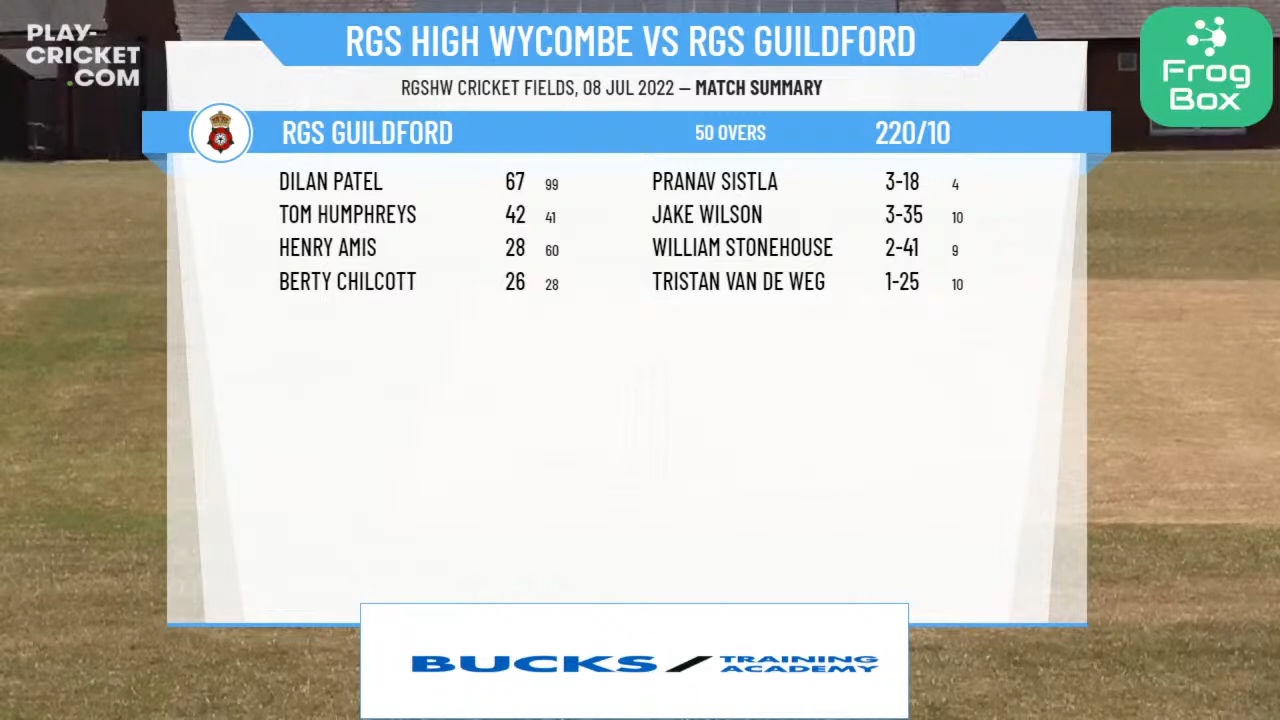 PLAY-
CRICKET
.COM
RGS HIGH WYCOMBE VS RGS GUILDFORD
Frog
Box
RGSHW CRICKET FIELDS, 08 JUL 2022 – MATCH SUMMARY
RGS GUILDFORD 50 OVERS 220/10
DILAN PATEL 67 99 PRANAV SISTLA 3-18 4
TOM HUMPHREYS 42 41 JAKE WILSON 3-35 10
HENRY AMIS 28 60 WILLIAM STONEHOUSE 2-41 9
BERTY CHILCOTT 26 28 TRISTAN VAN DE WEG 1-25 10
BUCKS TRAINING
ACADEMY